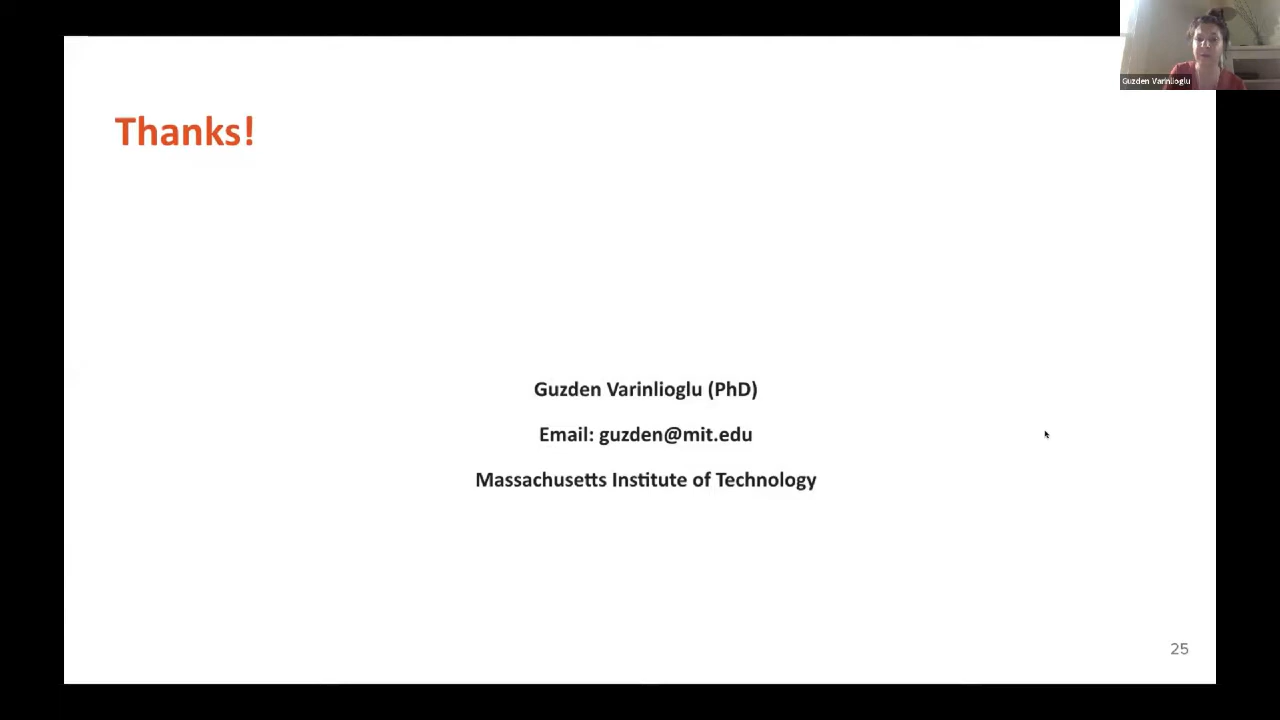 Guzden Varinlioglu
Thanks!
Guzden Varinlioglu (PhD)
Email: guzden@mit.edu
Massachusetts Institute of Technology
25